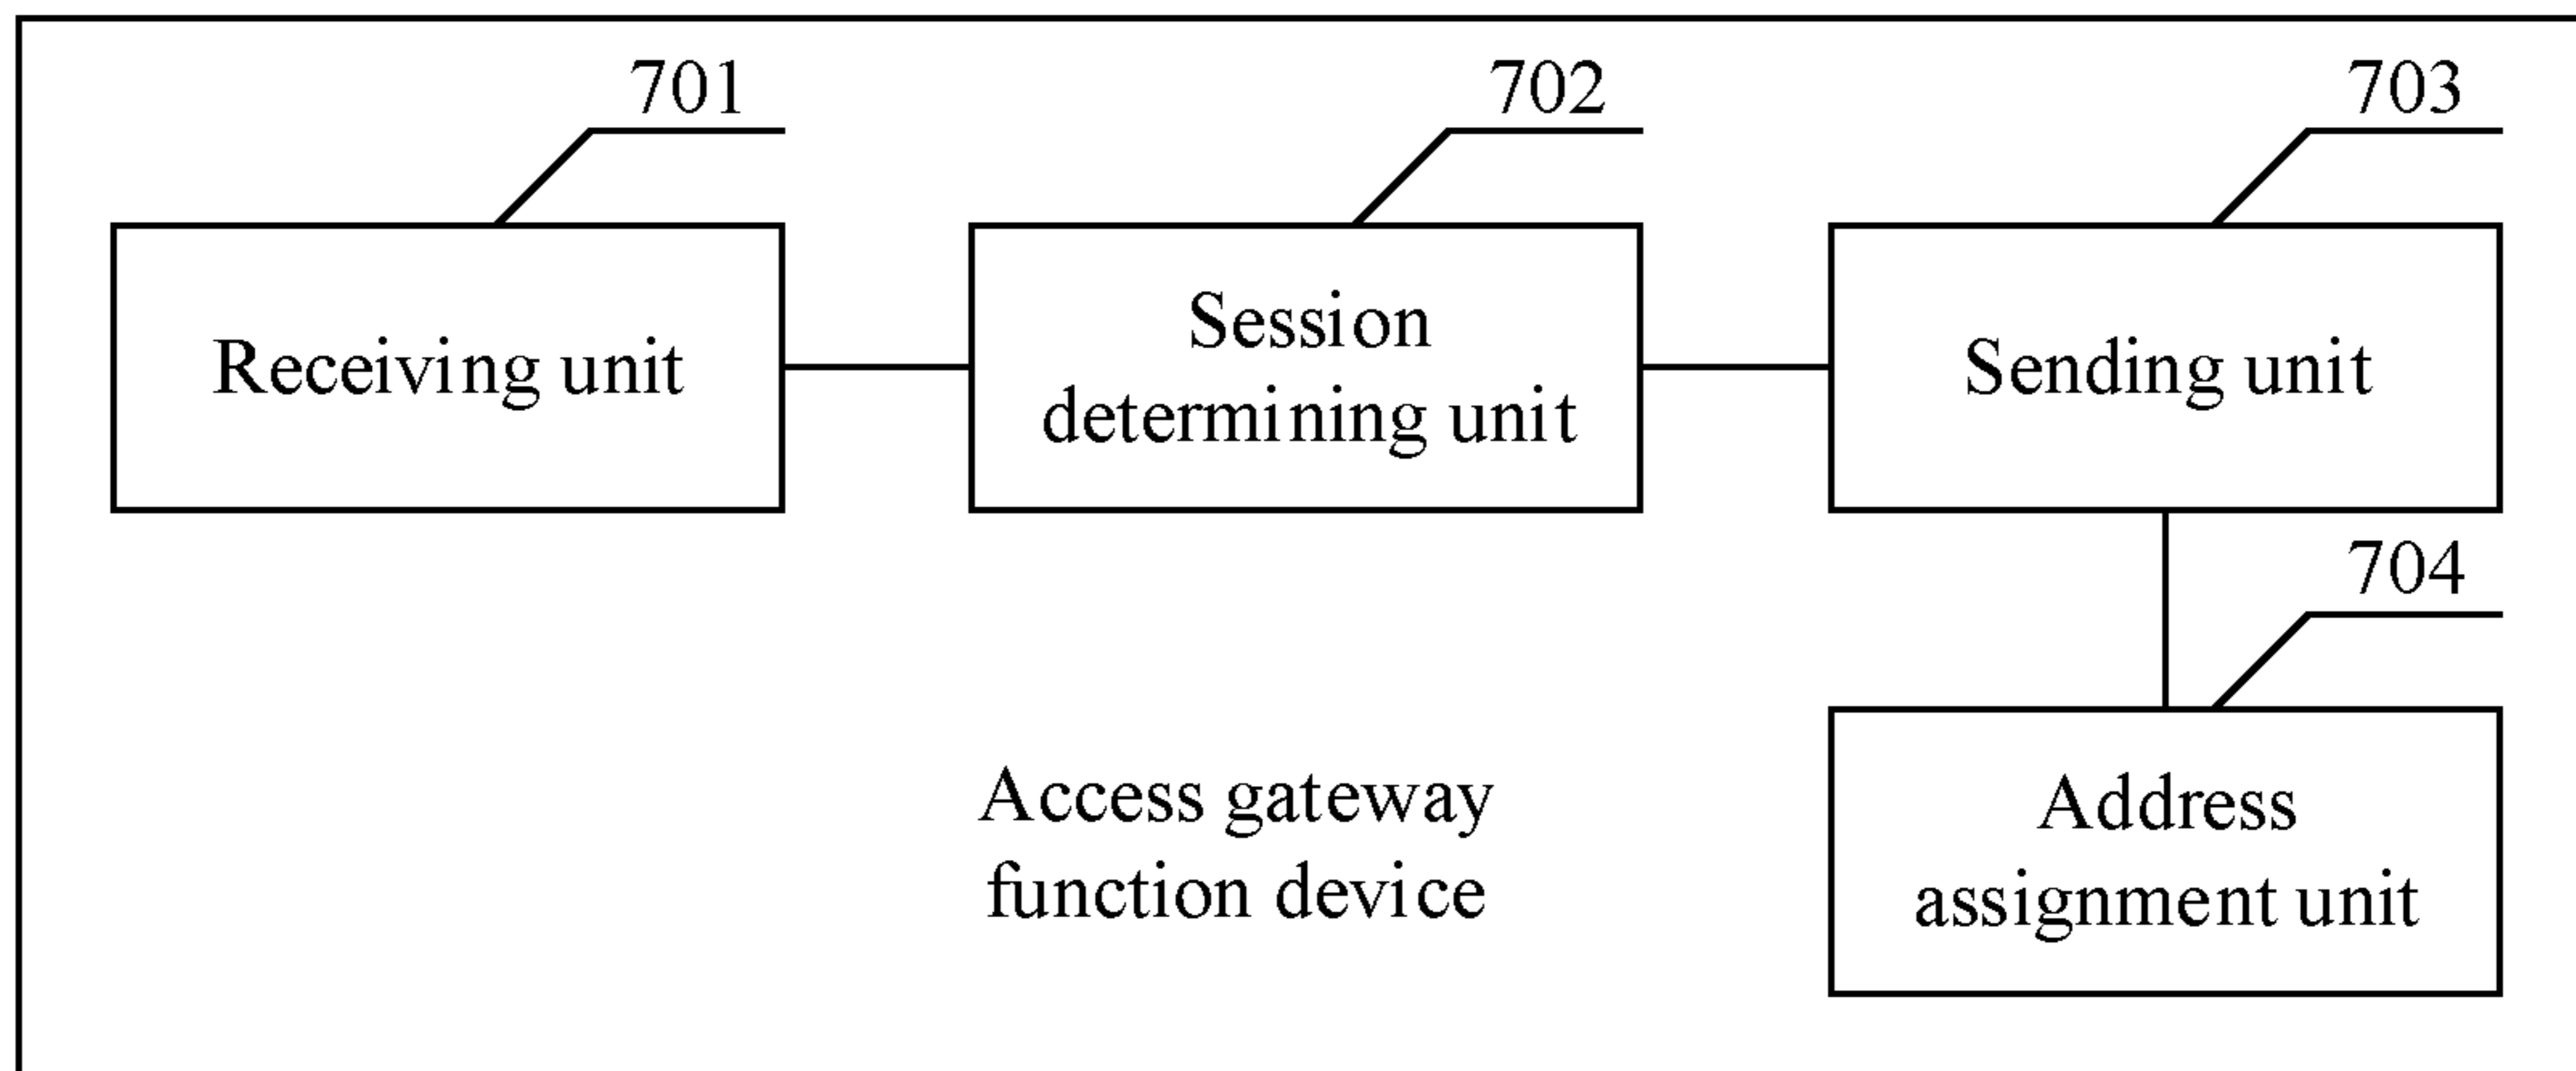 701
702
703
Receiving unit
Session
determining unit
Sending unit
704
Access gateway
function device
Address
assignment unit